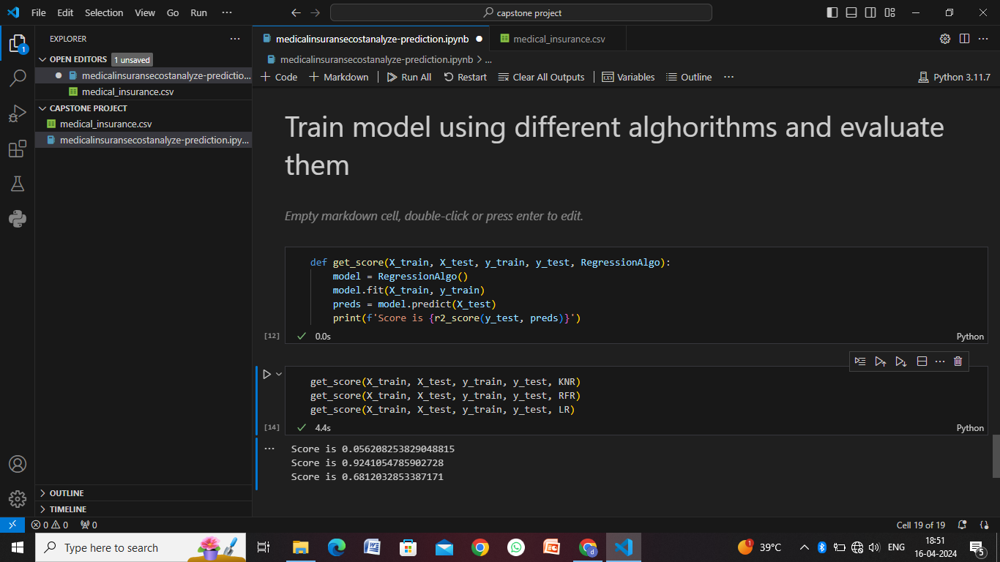 File Edit Selection View Go Run ···
capstone project
EXPLORER ···
OPEN EDITORS 1 unsaved
medicalinsuransecostanalyze-predictio...
medical_insurance.csv
CAPSTONE PROJECT
medical_insurance.csv
medicalinsuransecostanalyze-prediction.ipy...
OUTLINE
TIMELINE
1
medicalinsuransecostanalyze-prediction.ipynb
medical_insurance.csv
medicalinsuransecostanalyze-prediction.ipynb > ...
+ Code + Markdown Run All Restart Clear All Outputs Variables Outline ··· Python 3.11.7
Train model using different alghorithms and evaluate
them
Empty markdown cell, double-click or press enter to edit.
def get_score(X_train, X_test, y_train, y_test, RegressionAlgo):
model = RegressionAlgo()
model.fit(X_train, y_train)
preds = model.predict(X_test)
print(f'Score is {r2_score(y_test, preds)}')
[12] 0.0s Python
get_score(X_train, X_test, y_train, y_test, KNR)
get_score(X_train, X_test, y_train, y_test, RFR)
get_score(X_train, X_test, y_train, y_test, LR)
[14] 4.4s Python
Score is 0.056208253829048815
Score is 0.9241054785902728
Score is 0.6812032853387171
0 0 0
Cell 19 of 19
Type here to search
1 39°C ENG
18:51
16-04-2024
5